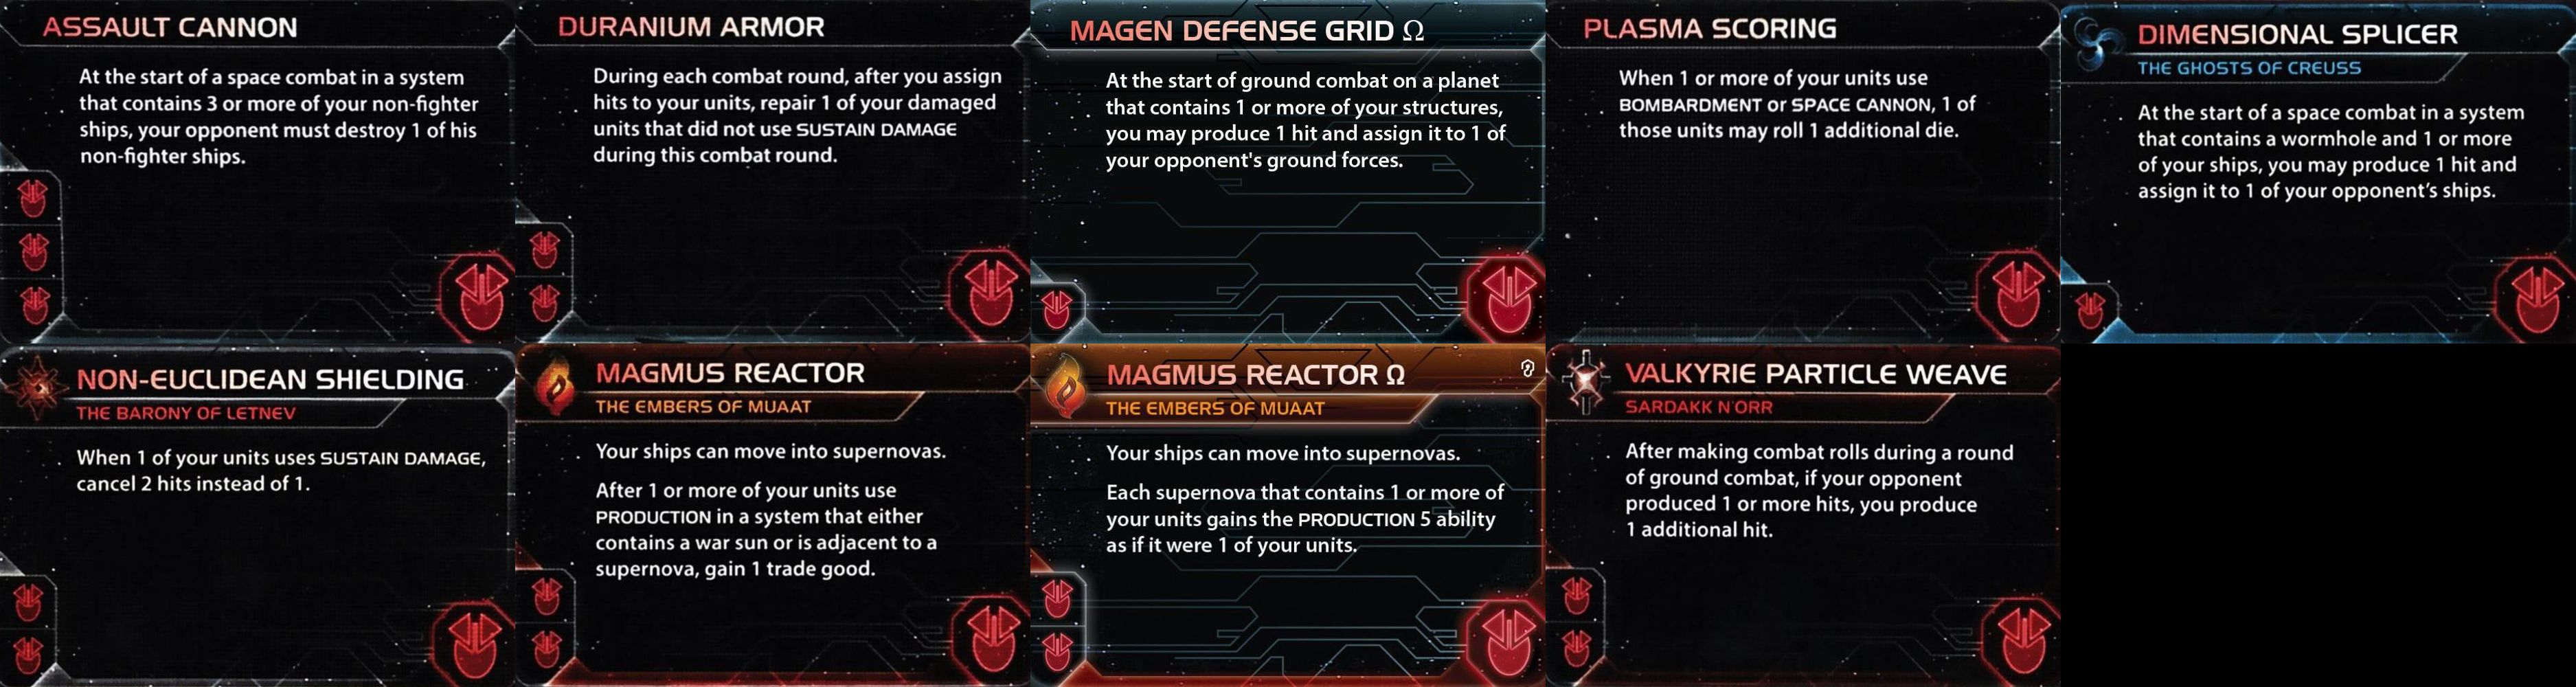 ASSAULT CANNON
At the start of a space combat in a system
that contains 3 or more of your non-fighter
ships, your opponent must destroy 1 of his
non-fighter ships.
DURANIUM ARMOR
During each combat round, after you assign
hits to your units, repair 1 of your damaged
units that did not use SUSTAIN DAMAGE
during this combat round.
MAGEN DEFENSE GRID Ω
At the start of ground combat on a planet
that contains 1 or more of your structures,
you may produce 1 hit and assign it to 1 of
your opponent's ground forces.
PLASMA SCORING
When 1 or more of your units use
BOMBARDMENT or SPACE CANNON, 1 of
those units may roll 1 additional die.
DIMENSIONAL SPLICER
THE GHOSTS OF CREUSS
At the start of a space combat in a system
that contains a wormhole and 1 or more
of your ships, you may produce 1 hit and
assign it to 1 of your opponent’s ships.
NON-EUCLIDEAN SHIELDING
THE BARONY OF LETNEV
When 1 of your units uses SUSTAIN DAMAGE,
cancel 2 hits instead of 1.
MAGMUS REACTOR
THE EMBERS OF MUAAT
Your ships can move into supernovas.
After 1 or more of your units use
PRODUCTION in a system that either
contains a war sun or is adjacent to a
supernova, gain 1 trade good.
MAGMUS REACTOR Ω
THE EMBERS OF MUAAT
Your ships can move into supernovas.
Each supernova that contains 1 or more of
your units gains the PRODUCTION 5 ability
as if it were 1 of your units.
VALKYRIE PARTICLE WEAVE
SARDAKK N'ORR
After making combat rolls during a round
of ground combat, if your opponent
produced 1 or more hits, you produce
1 additional hit.